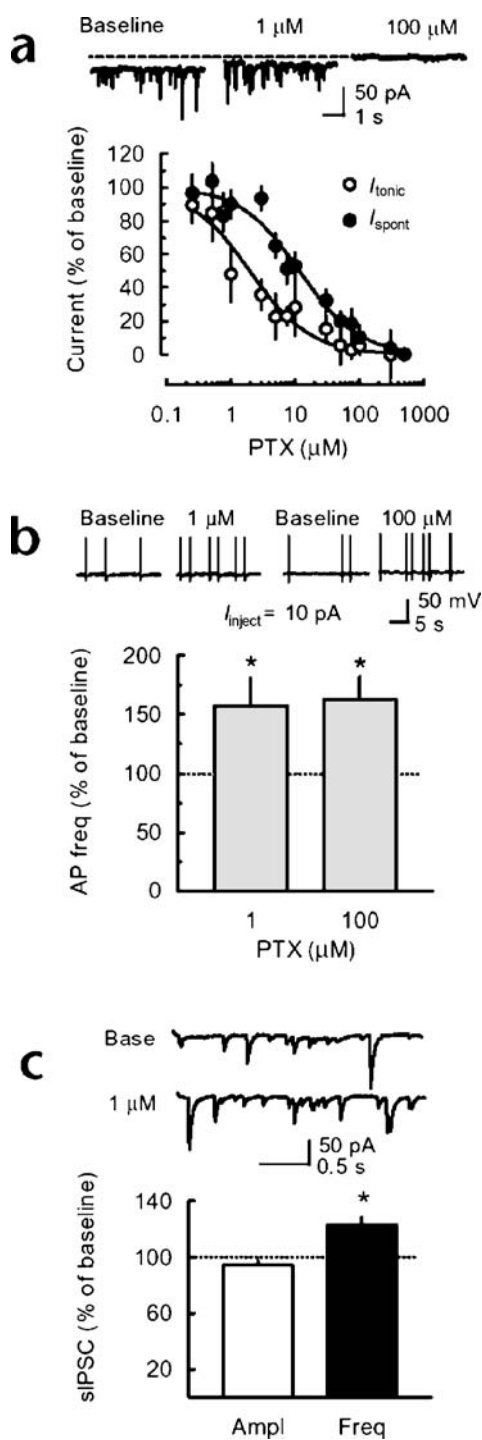 a
Baseline 1 μM 100 μM
50 pA
1 s
120
100
80
60
40
20
0
Current (% of baseline)
Itonic
Ispont
0.1 1 10 100 1000
PTX (μM)
b
Baseline 1 μM Baseline 100 μM
Iinject = 10 pA
50 mV
5 s
200
150
100
50
0
AP freq (% of baseline)
* *
1 100
PTX (μM)
c
Base
1 μM
50 pA
0.5 s
140
100
60
20
sIPSC (% of baseline)
*
Ampl Freq